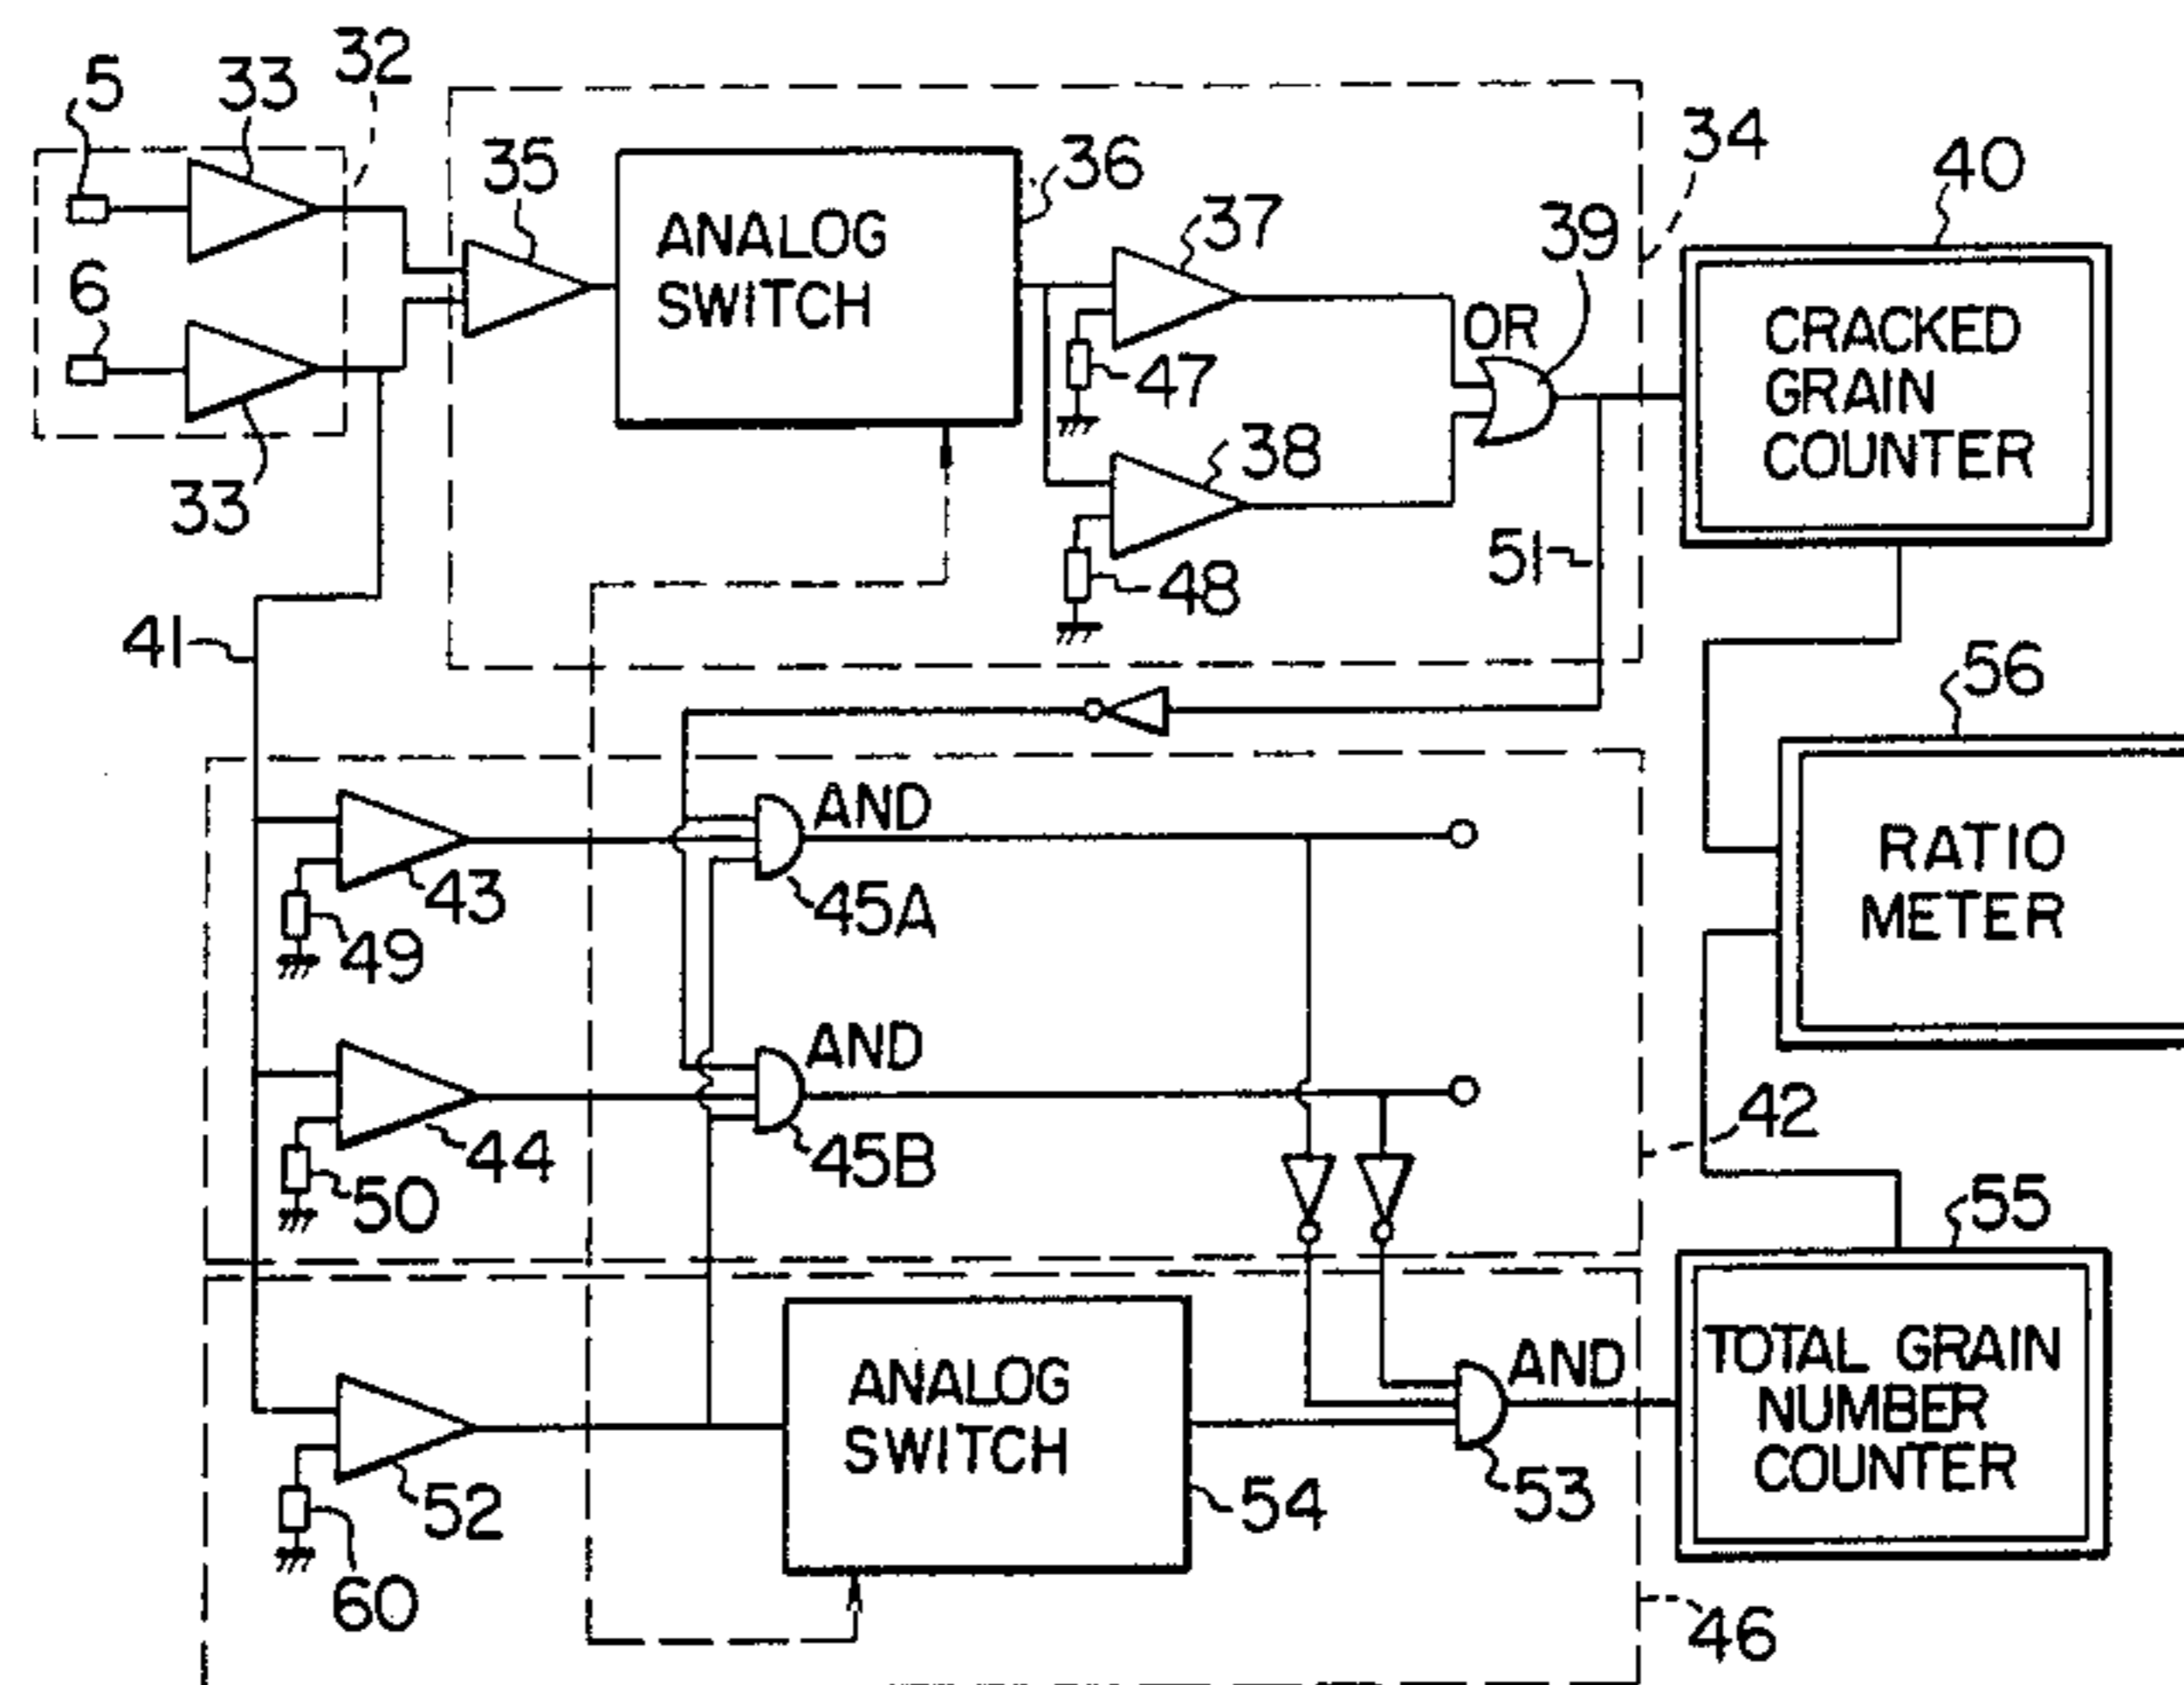 5
33
32
34
35
36
40
ANALOG
SWITCH
37
39
6
OR
CRACKED
GRAIN
COUNTER
47
33
38
51
48
41
56
AND
RATIO
METER
43
45A
49
AND
42
44
45B
50
55
ANALOG
SWITCH
AND
TOTAL GRAIN
NUMBER
COUNTER
52
54
53
60
46